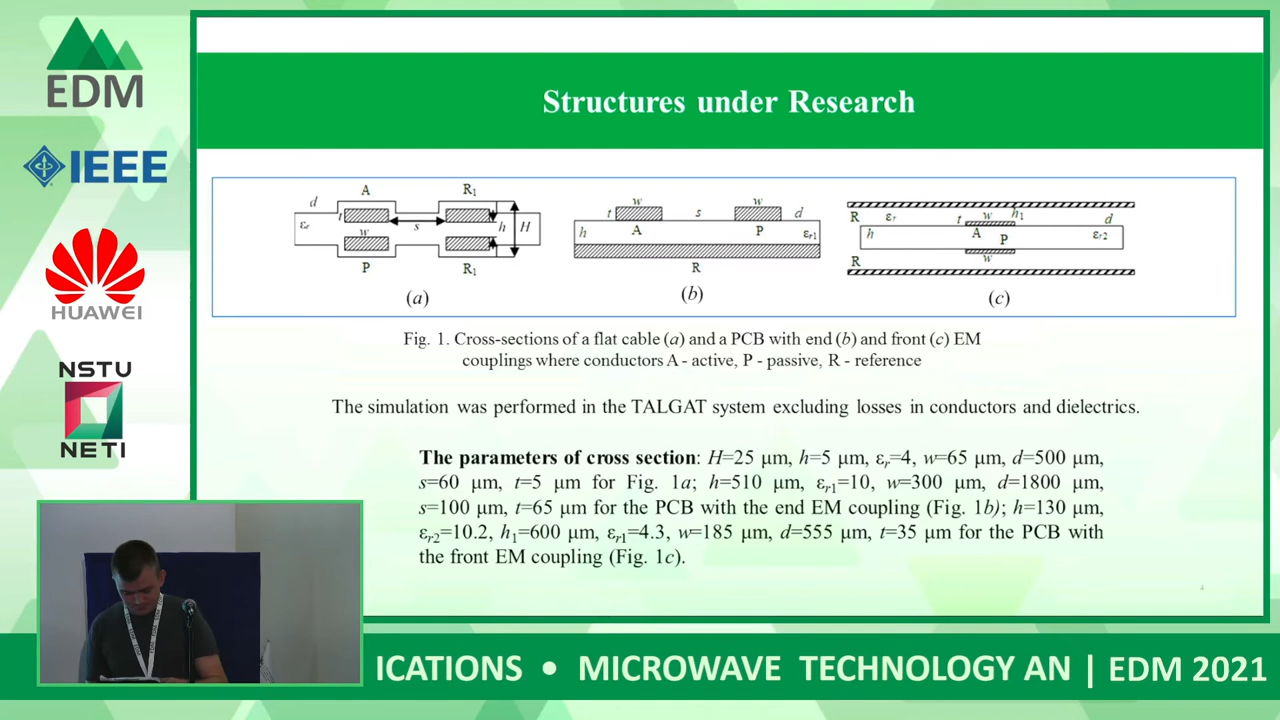 EDM
IEEE
HUAWEI
NSTU
NETI
Structures under Research
d A R₁
t εᵣ w s h H
P R₁
(a)
w w
t s d
h A P εᵣ₁
R
(b)
R εᵣ t w h₁ d
h A P εᵣ₂
R w
(c)
Fig. 1. Cross-sections of a flat cable (a) and a PCB with end (b) and front (c) EM
couplings where conductors A - active, P - passive, R - reference
The simulation was performed in the TALGAT system excluding losses in conductors and dielectrics.
The parameters of cross section: H=25 μm, h=5 μm, εᵣ=4, w=65 μm, d=500 μm,
s=60 μm, t=5 μm for Fig. 1a; h=510 μm, εᵣ₁=10, w=300 μm, d=1800 μm,
s=100 μm, t=65 μm for the PCB with the end EM coupling (Fig. 1b); h=130 μm,
εᵣ₂=10.2, h₁=600 μm, εᵣ₁=4.3, w=185 μm, d=555 μm, t=35 μm for the PCB with
the front EM coupling (Fig. 1c).
4
ICATIONS • MICROWAVE TECHNOLOGY AN | EDM 2021